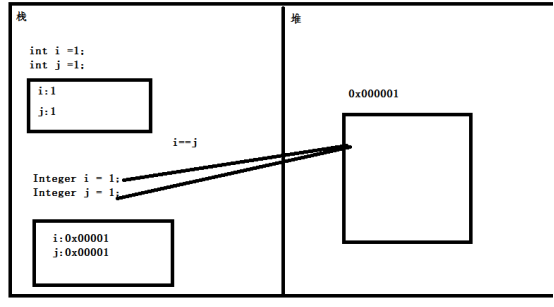 栈
int i =1;
int j =1;
i:1
j:1
i==j
Integer i = 1;
Integer j = 1;
i:0x00001
j:0x00001
堆
0x000001